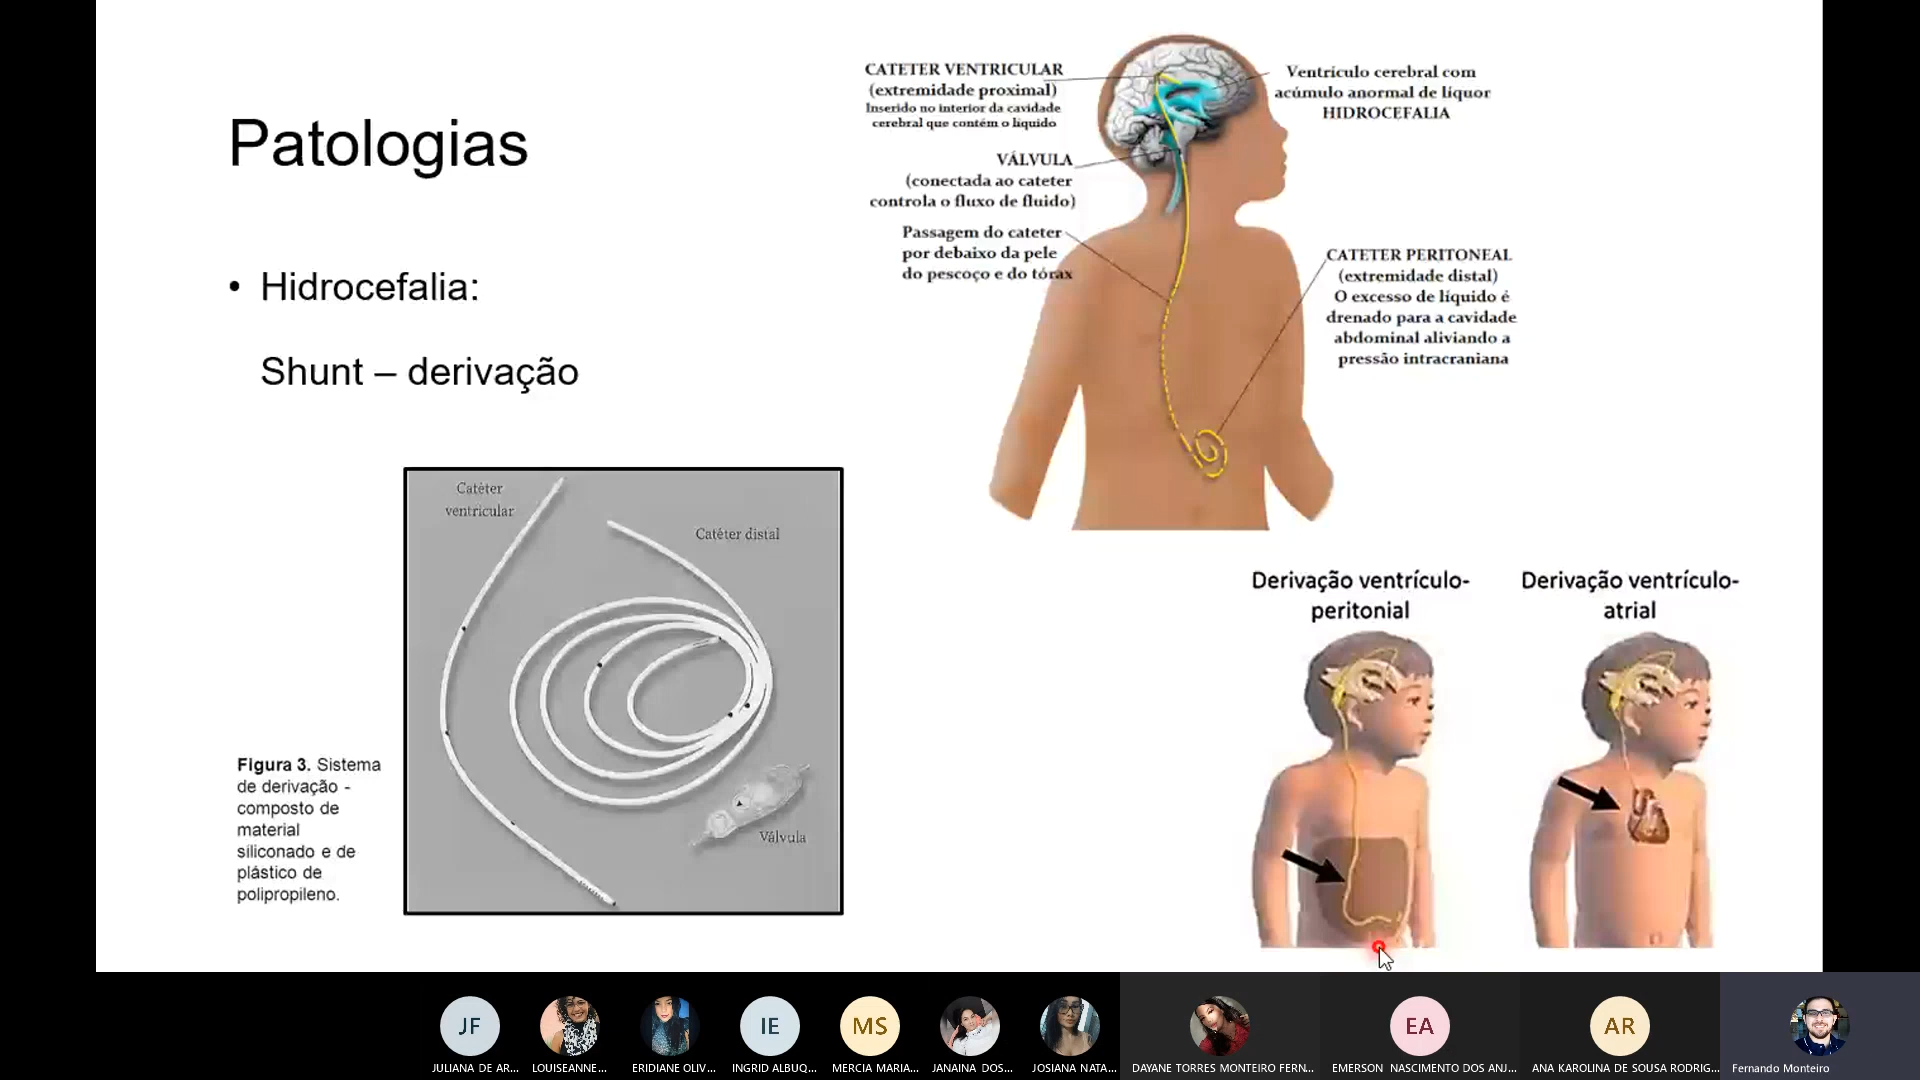 Patologias
• Hidrocefalia:
Shunt – derivação
CATETER VENTRICULAR
(extremidade proximal)
Inserido no interior da cavidade
cerebral que contém o líquido
VÁLVULA
(conectada ao cateter
controla o fluxo de fluido)
Passagem do cateter
por debaixo da pele
do pescoço e do tórax
Ventrículo cerebral com
acúmulo anormal de líquor
HIDROCEFALIA
CATETER PERITONEAL
(extremidade distal)
O excesso de líquido é
drenado para a cavidade
abdominal aliviando a
pressão intracraniana
Catéter
ventricular
Catéter distal
Válvula
Figura 3. Sistema
de derivação -
composto de
material
siliconado e de
plástico de
polipropileno.
Derivação ventrículo-
peritonial
Derivação ventrículo-
atrial
JF
IE
MS
EA
AR
JULIANA DE AR...
LOUISEANNE...
ERIDIANE OLIV...
INGRID ALBUQ...
MERCIA MARIA...
JANAINA DOS...
JOSIANA NATA...
DAYANE TORRES MONTEIRO FERN...
EMERSON NASCIMENTO DOS ANJ...
ANA KAROLINA DE SOUSA RODRIG...
Fernando Monteiro